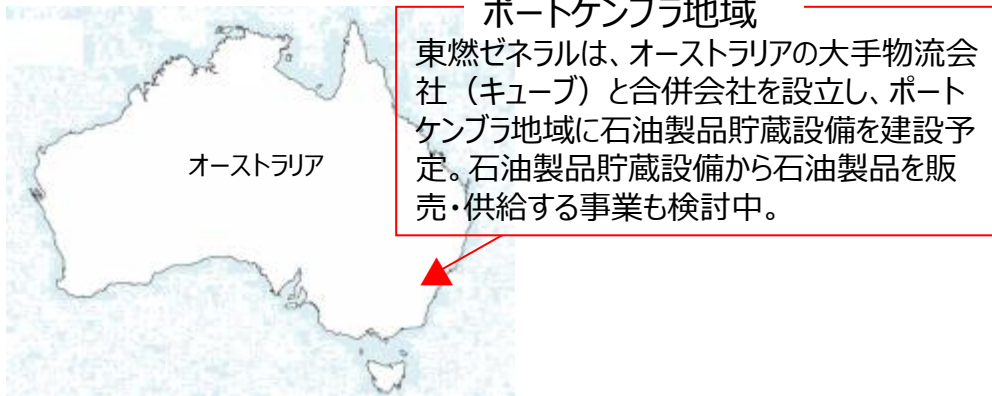 ポートケンブラ地域
東燃ゼネラルは、オーストラリアの大手物流会
社（キューブ）と合併会社を設立し、ポート
ケンブラ地域に石油製品貯蔵設備を建設予
定。石油製品貯蔵設備から石油製品を販
売・供給する事業も検討中。
オーストラリア